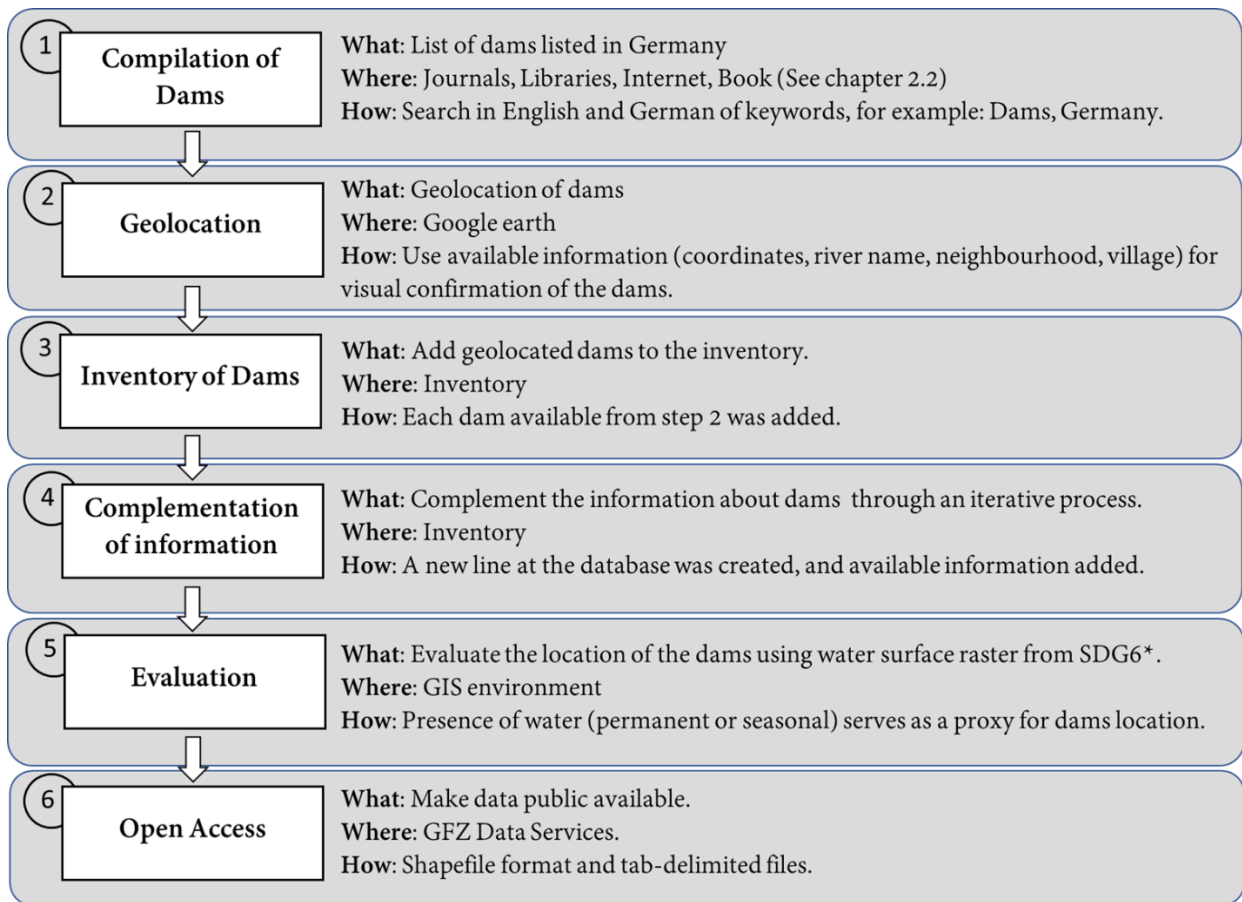 1
Compilation of
Dams
What: List of dams listed in Germany
Where: Journals, Libraries, Internet, Book (See chapter 2.2)
How: Search in English and German of keywords, for example: Dams, Germany.
2
Geolocation
What: Geolocation of dams
Where: Google earth
How: Use available information (coordinates, river name, neighbourhood, village) for
visual confirmation of the dams.
3
Inventory of Dams
What: Add geolocated dams to the inventory.
Where: Inventory
How: Each dam available from step 2 was added.
4
Complementation
of information
What: Complement the information about dams through an iterative process.
Where: Inventory
How: A new line at the database was created, and available information added.
5
Evaluation
What: Evaluate the location of the dams using water surface raster from SDG6*.
Where: GIS environment
How: Presence of water (permanent or seasonal) serves as a proxy for dams location.
6
Open Access
What: Make data public available.
Where: GFZ Data Services.
How: Shapefile format and tab-delimited files.